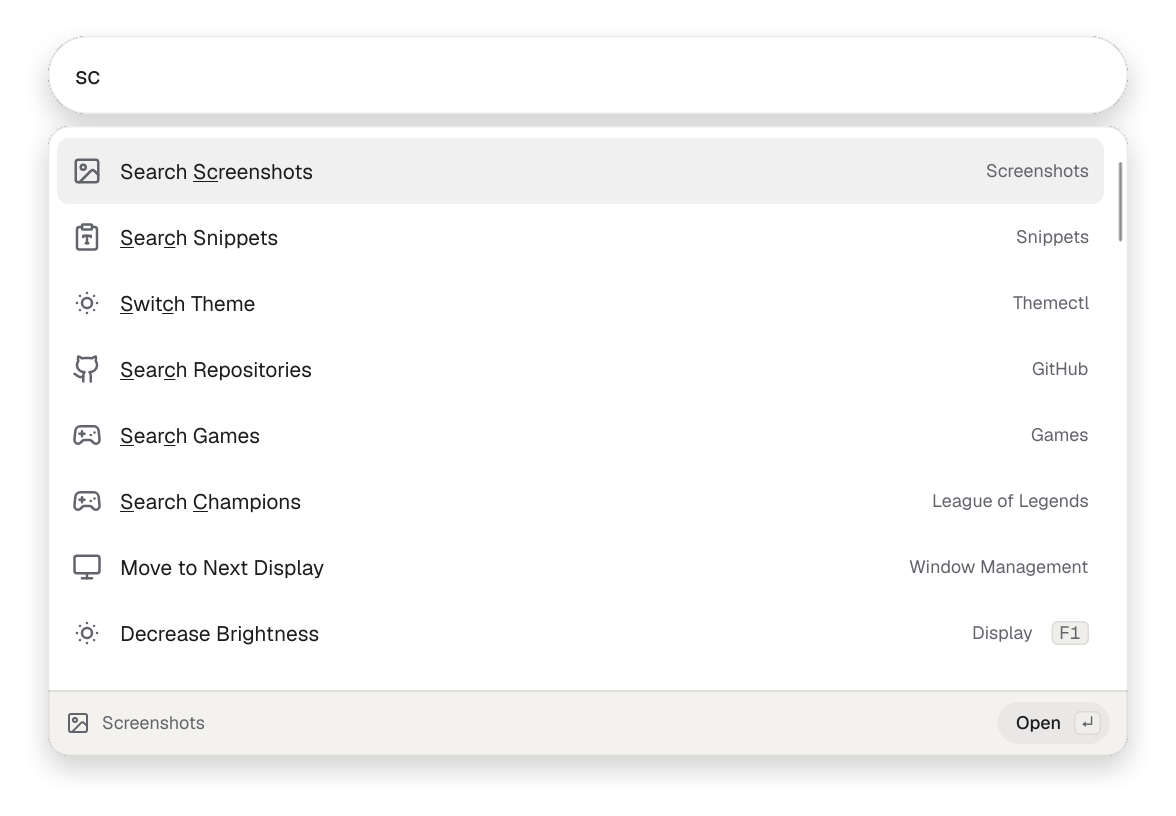 sc
Search Screenshots Screenshots
Search Snippets Snippets
Switch Theme Themectl
Search Repositories GitHub
Search Games Games
Search Champions League of Legends
Move to Next Display Window Management
Decrease Brightness Display F1
Screenshots Open ↵